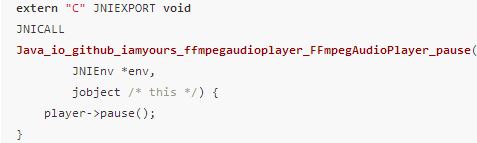 extern "C" JNIEXPORT void
JNICALL
Java_io_github_iamyours_ffmpegaudioplayer_FFmpegAudioPlayer_pause(
        JNIEnv *env,
        jobject /* this */) {
    player->pause();
}